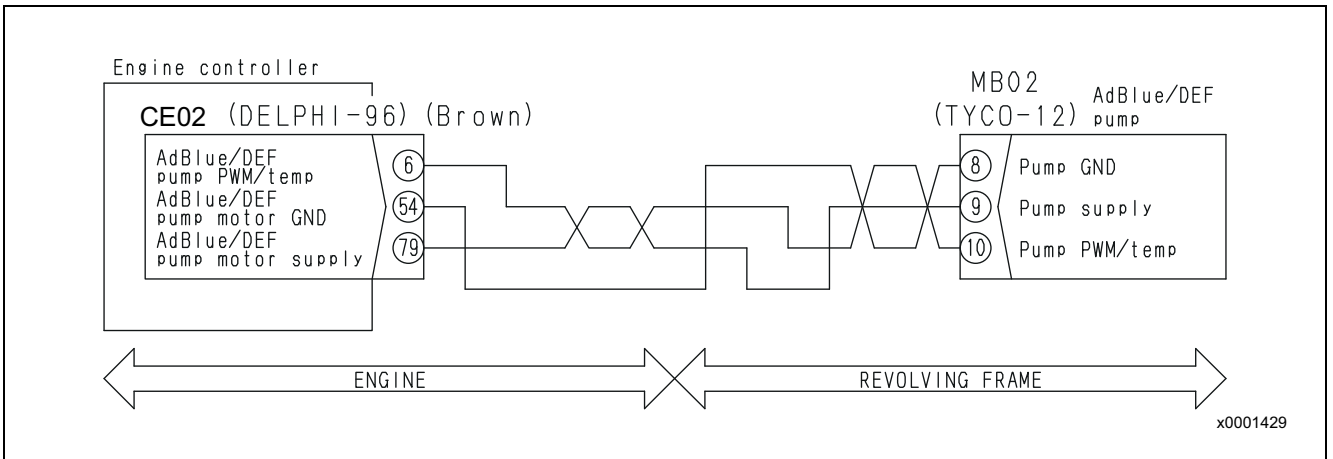 Engine controller
CE02 (DELPHI-96) (Brown)
AdBlue/DEF
pump PWM/temp
6
AdBlue/DEF
pump motor GND
54
AdBlue/DEF
pump motor supply
79
MB02
(TYCO-12)
AdBlue/DEF
pump
8 Pump GND
9 Pump supply
10 Pump PWM/temp
ENGINE
REVOLVING FRAME
x0001429